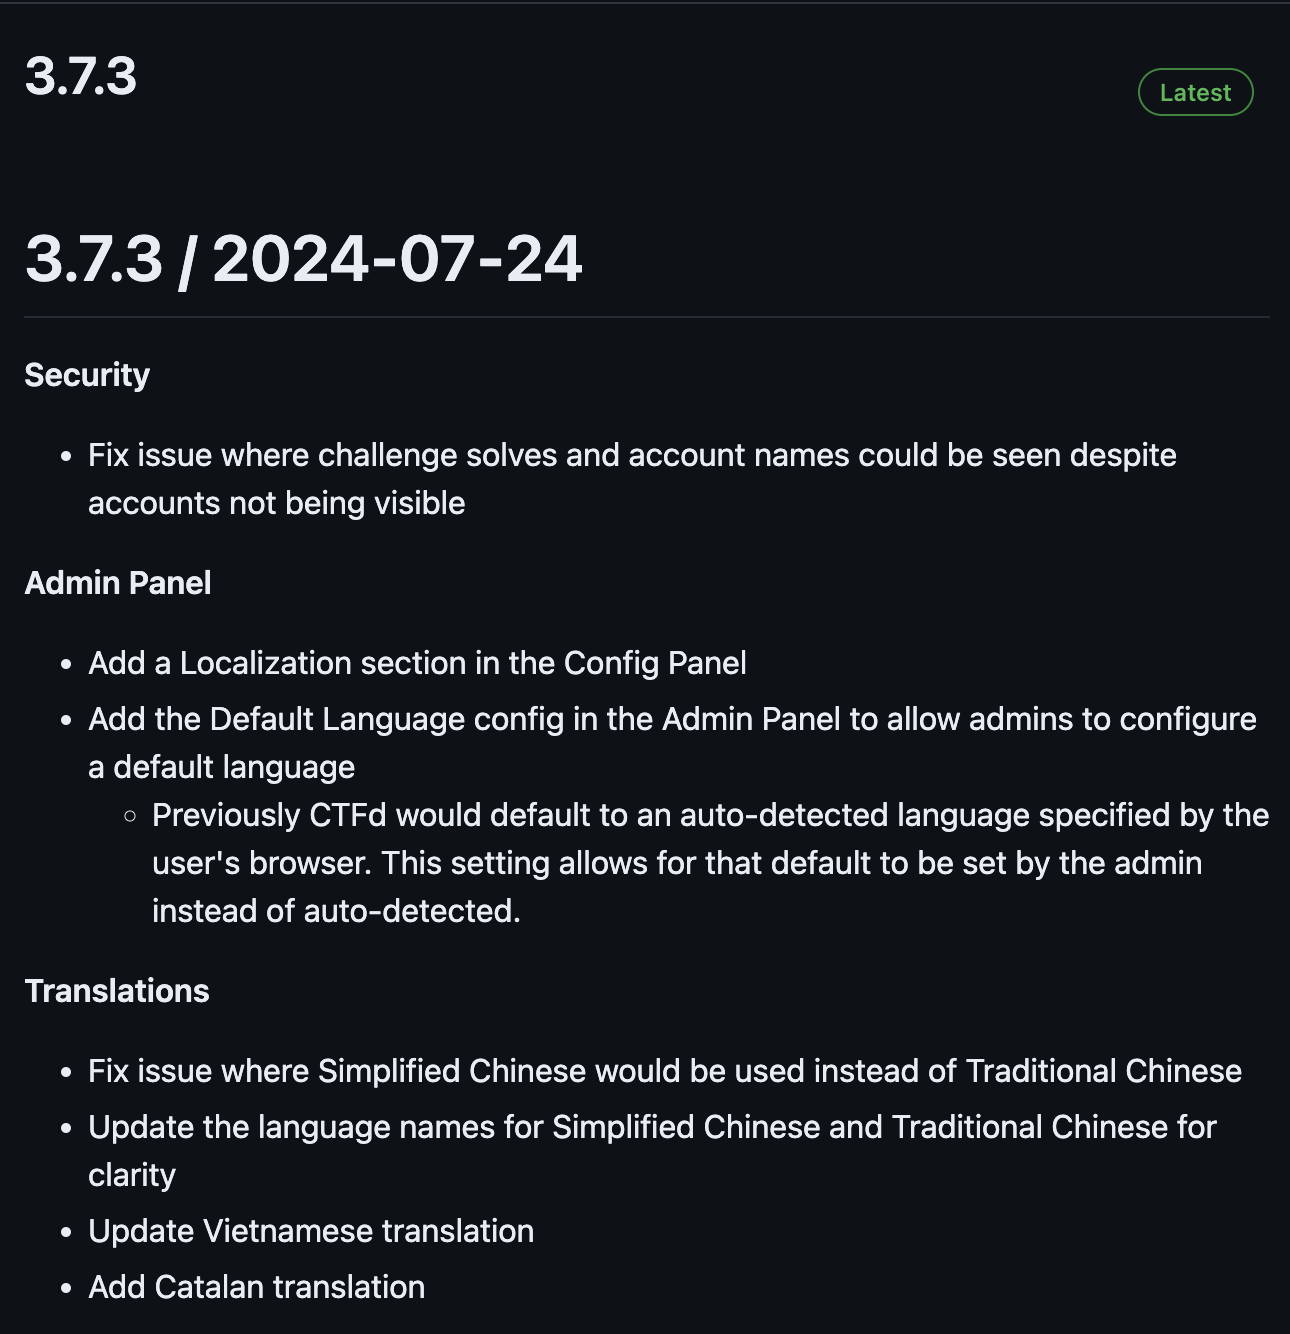 3.7.3
Latest
3.7.3 / 2024-07-24
Security
Fix issue where challenge solves and account names could be seen despite
accounts not being visible
Admin Panel
Add a Localization section in the Config Panel
Add the Default Language config in the Admin Panel to allow admins to configure
a default language
Previously CTFd would default to an auto-detected language specified by the
user's browser. This setting allows for that default to be set by the admin
instead of auto-detected.
Translations
Fix issue where Simplified Chinese would be used instead of Traditional Chinese
Update the language names for Simplified Chinese and Traditional Chinese for
clarity
Update Vietnamese translation
Add Catalan translation